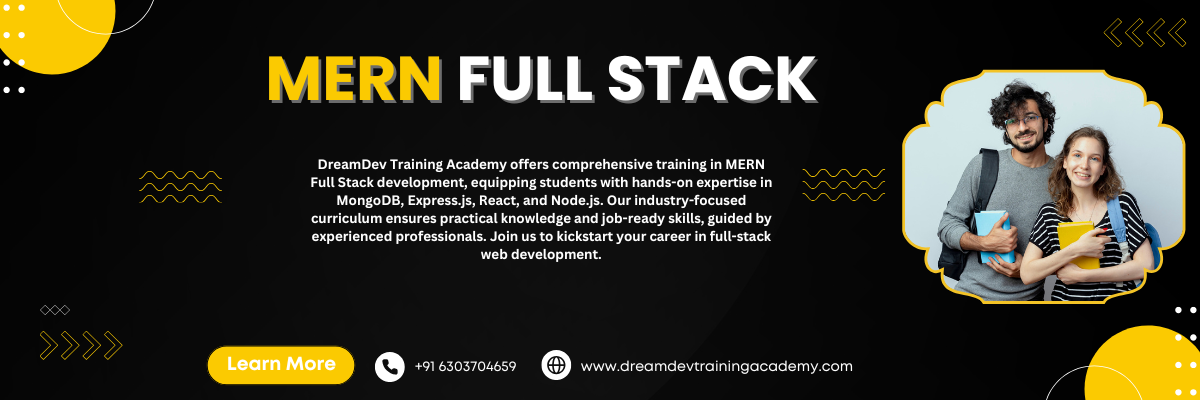 MERN FULL STACK
DreamDev Training Academy offers comprehensive training in MERN
Full Stack development, equipping students with hands-on expertise in
MongoDB, Express.js, React, and Node.js. Our industry-focused
curriculum ensures practical knowledge and job-ready skills, guided by
experienced professionals. Join us to kickstart your career in full-stack
web development.
Learn More
+91 6303704659
www.dreamdevtrainingacademy.com